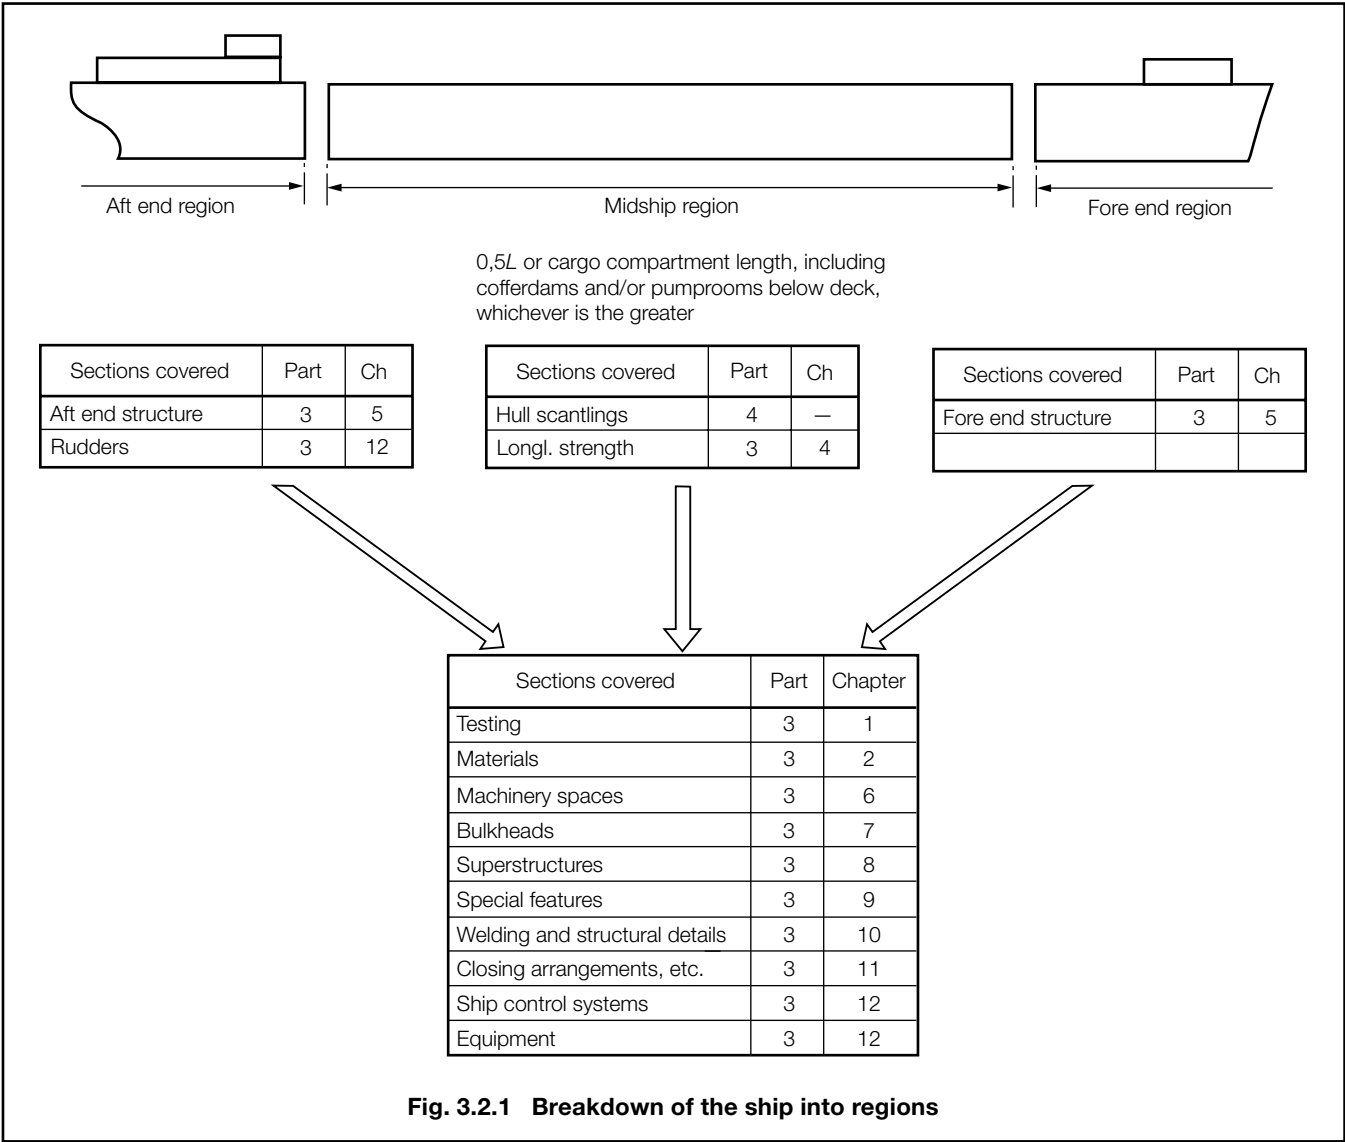 Aft end region
Midship region
Fore end region
0,5L or cargo compartment length, including
cofferdams and/or pumprooms below deck,
whichever is the greater
Sections covered Part Ch
Aft end structure 3 5
Rudders 3 12
Sections covered Part Ch
Hull scantlings 4 —
Longl. strength 3 4
Sections covered Part Ch
Fore end structure 3 5
Sections covered Part Chapter
Testing 3 1
Materials 3 2
Machinery spaces 3 6
Bulkheads 3 7
Superstructures 3 8
Special features 3 9
Welding and structural details 3 10
Closing arrangements, etc. 3 11
Ship control systems 3 12
Equipment 3 12
Fig. 3.2.1 Breakdown of the ship into regions